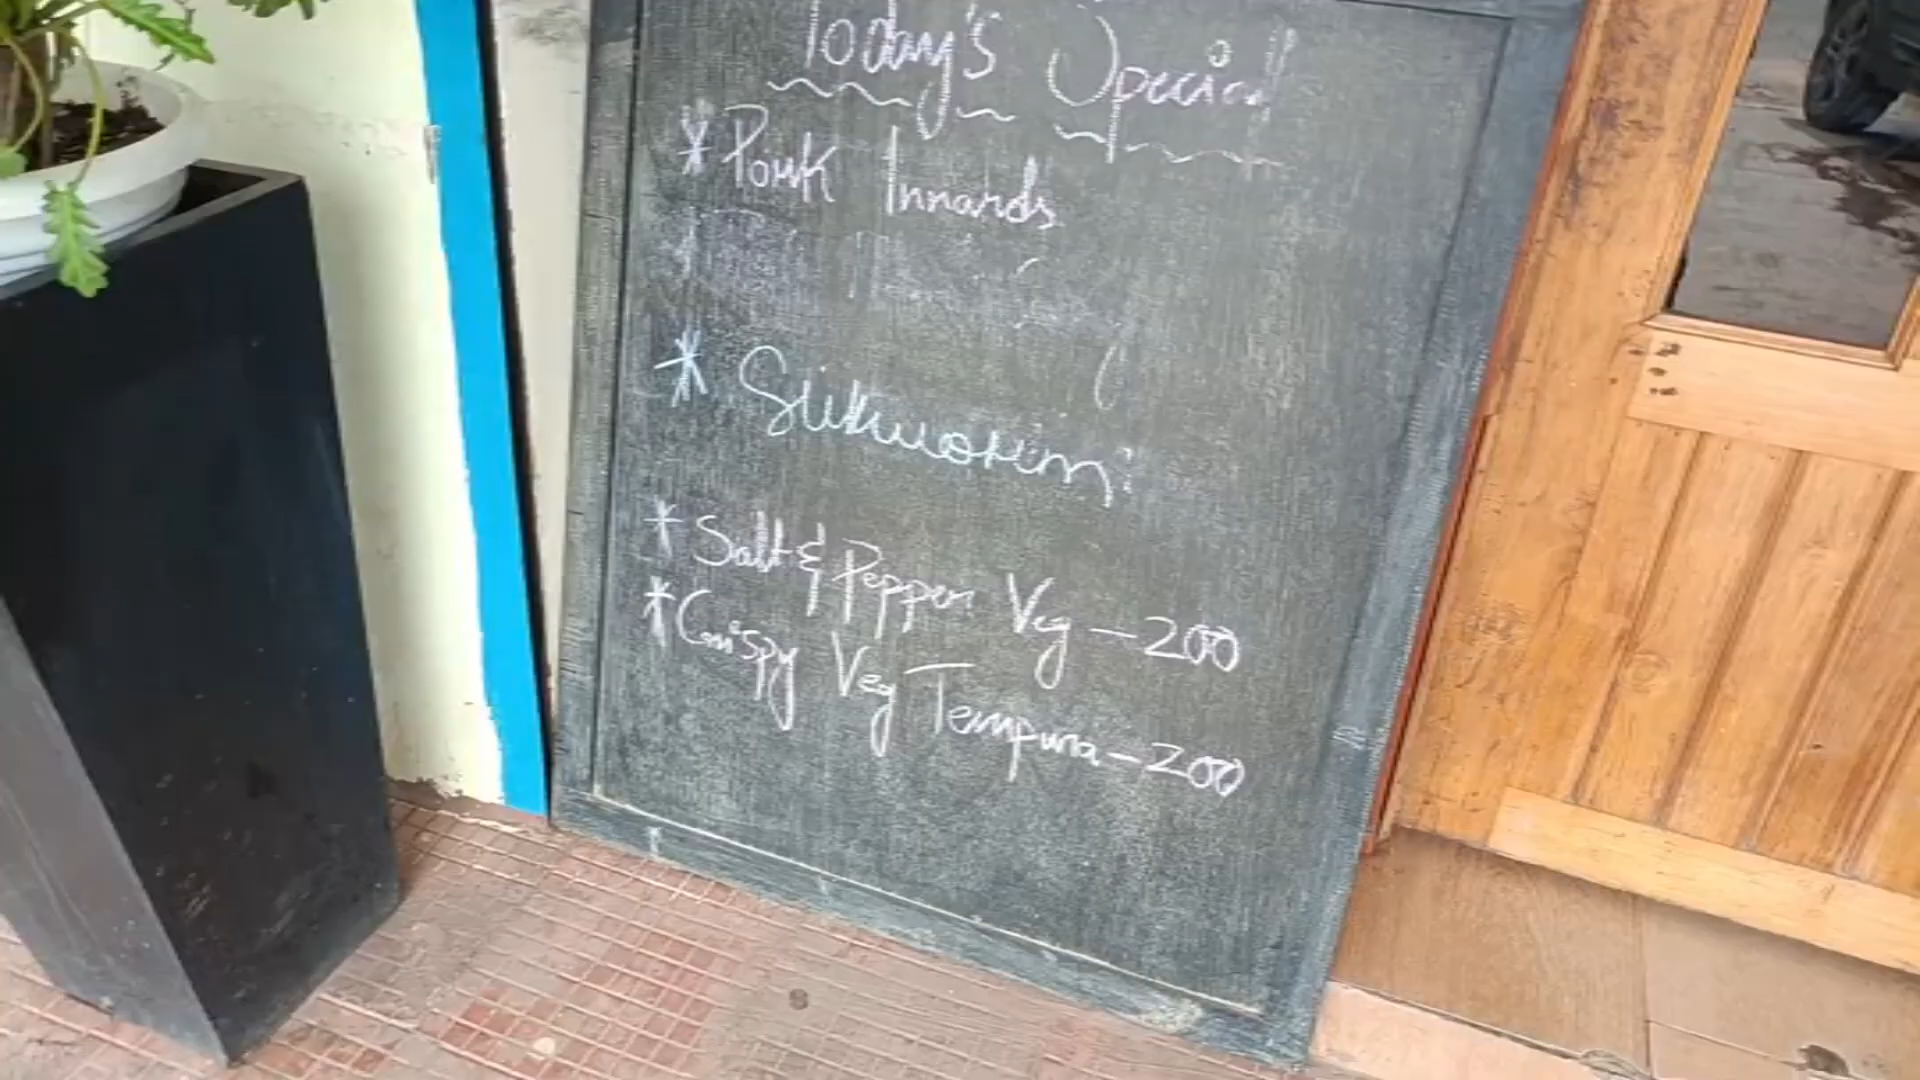 Today's Special
* Pork Innards
* Silkworm
* Salt & Pepper Veg - 200
* Crispy Veg Tempura - 200